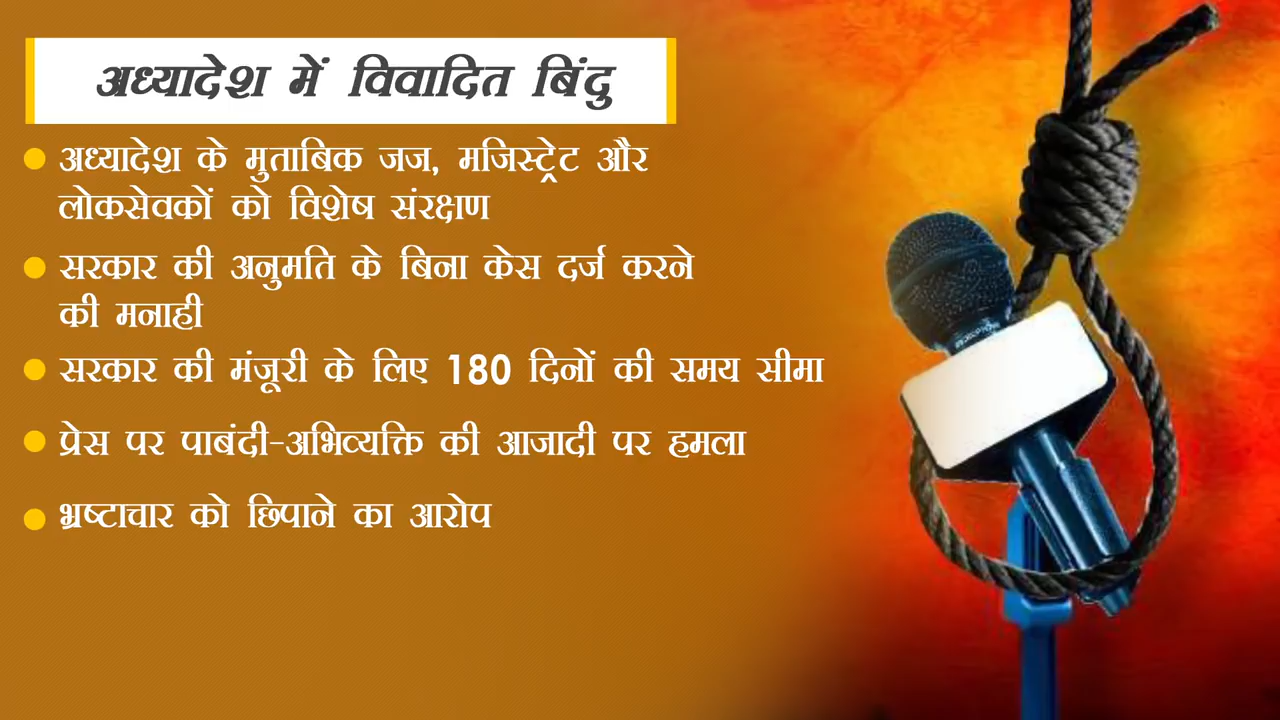 अध्यादेश में विवादित बिंदु
अध्यादेश के मुताबिक जज, मजिस्ट्रेट और
लोकसेवकों को विशेष संरक्षण
सरकार की अनुमति के बिना केस दर्ज करने
की मनाही
सरकार की मंजूरी के लिए 180 दिनों की समय सीमा
प्रेस पर पाबंदी-अभिव्यक्ति की आजादी पर हमला
भ्रष्टाचार को छिपाने का आरोप